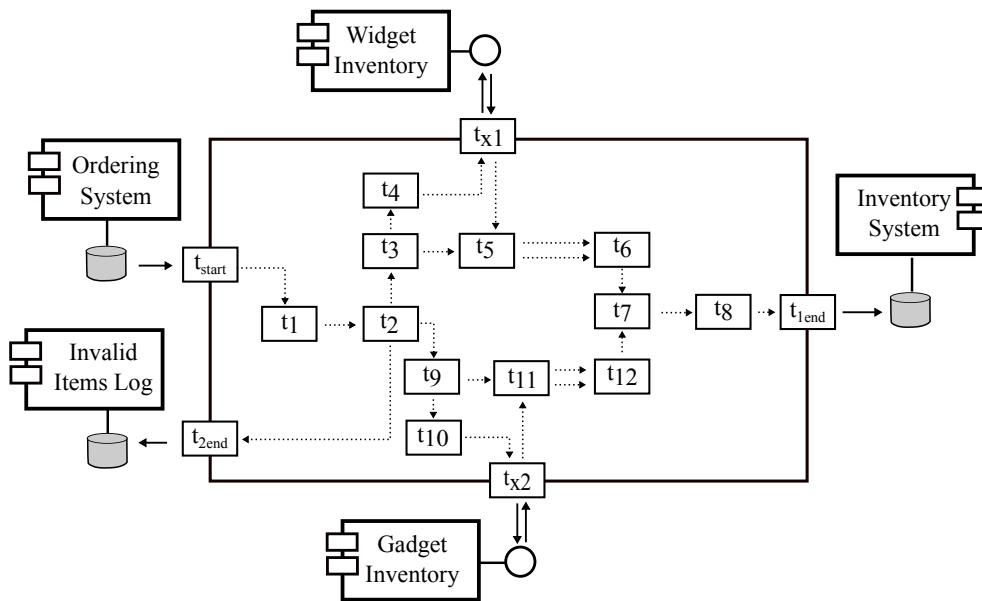 Widget
Inventory
tx1
Ordering
System
t4
Inventory
System
t3
t5
t6
tstart
t1
t2
t7
t8
t1end
Invalid
Items Log
t9
t11
t12
t2end
t10
tx2
Gadget
Inventory